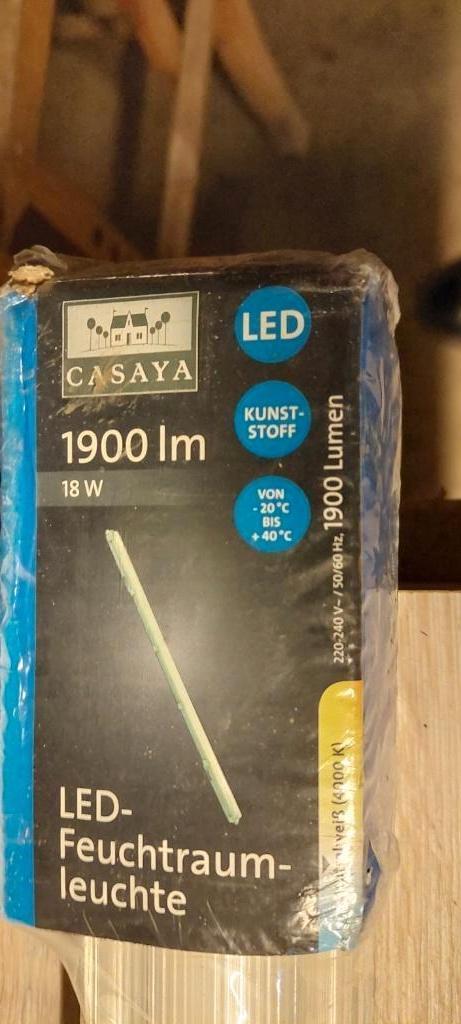 CASAYA
LED
KUNST-
STOFF
1900 lm
18 W
VON
- 20 °C
BIS
+ 40 °C
220-240 V~ / 50/60 Hz, 1900 Lumen
(4000 K)
LED-
Feuchtraum-
leuchte